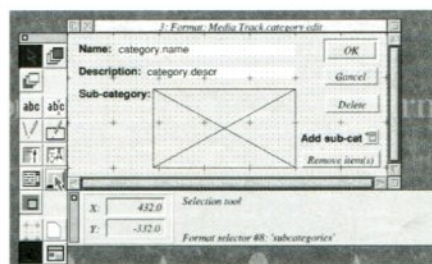 3: Format: Media Track.category.edit
Name: category.name
OK
Description: category.descr
Cancel
Sub-category:
Delete
abc abc
Add sub-cat
Remove item(s)
X: 432.0
Selection tool
Y: -332.0
Format selector #8: 'subcategories'